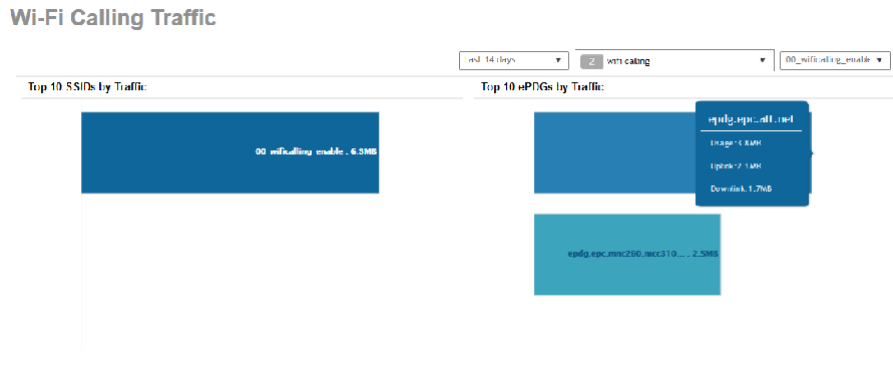 Wi-Fi Calling Traffic
Last 14 days
2 wifi calling
00_wificalling_enable
Top 10 SSIDs by Traffic
Top 10 ePDGs by Traffic
00_wificalling_enable . 6.3MB
epdg.epc.att.net
Usage:3.8MB
Uplink:2.1MB
Downlink:1.7MB
epdg.epc.mnc260.mcc310.... . 2.5MB